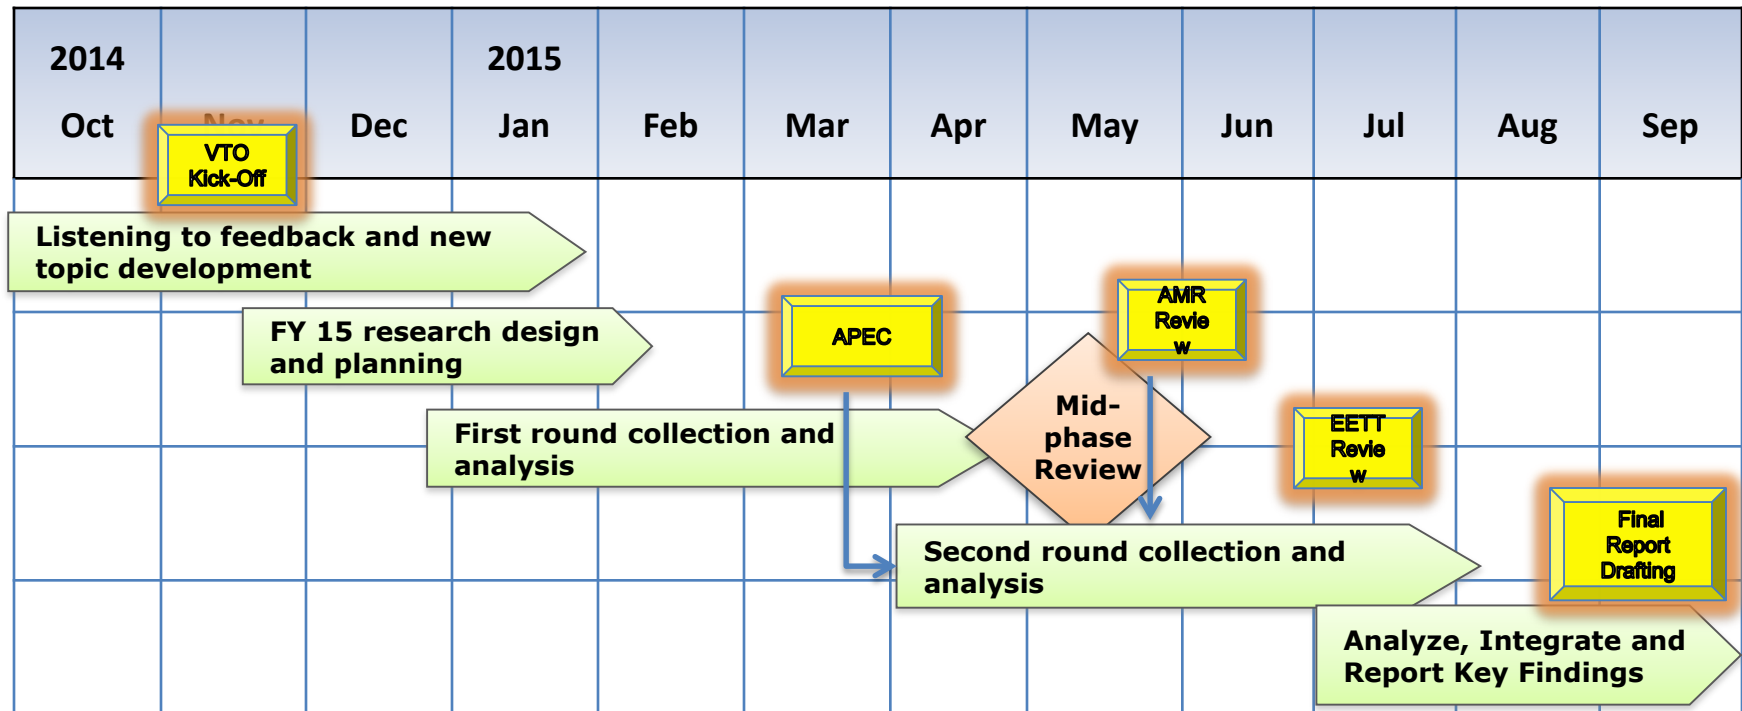 2014
2015
Oct
Nov
Dec
Jan
Feb
Mar
Apr
May
Jun
Jul
Aug
Sep
VTO
Kick-Off
Listening to feedback and new
topic development
FY 15 research design
and planning
APEC
AMR
Revie
w
First round collection and
analysis
Mid-
phase
Review
EETT
Revie
w
Second round collection and
analysis
Final
Report
Drafting
Analyze, Integrate and
Report Key Findings